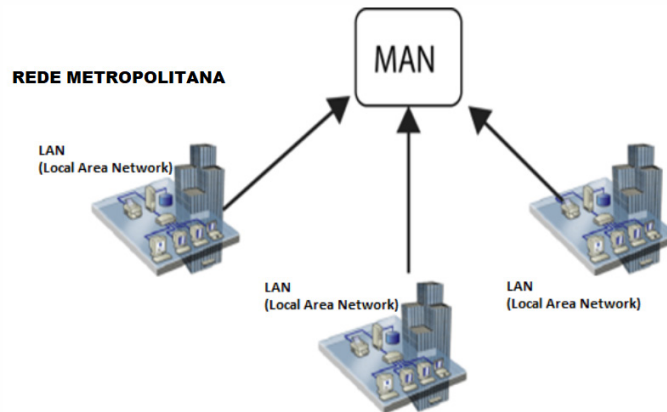 MAN
REDE METROPOLITANA
LAN
(Local Area Network)
LAN
(Local Area Network)
LAN
(Local Area Network)